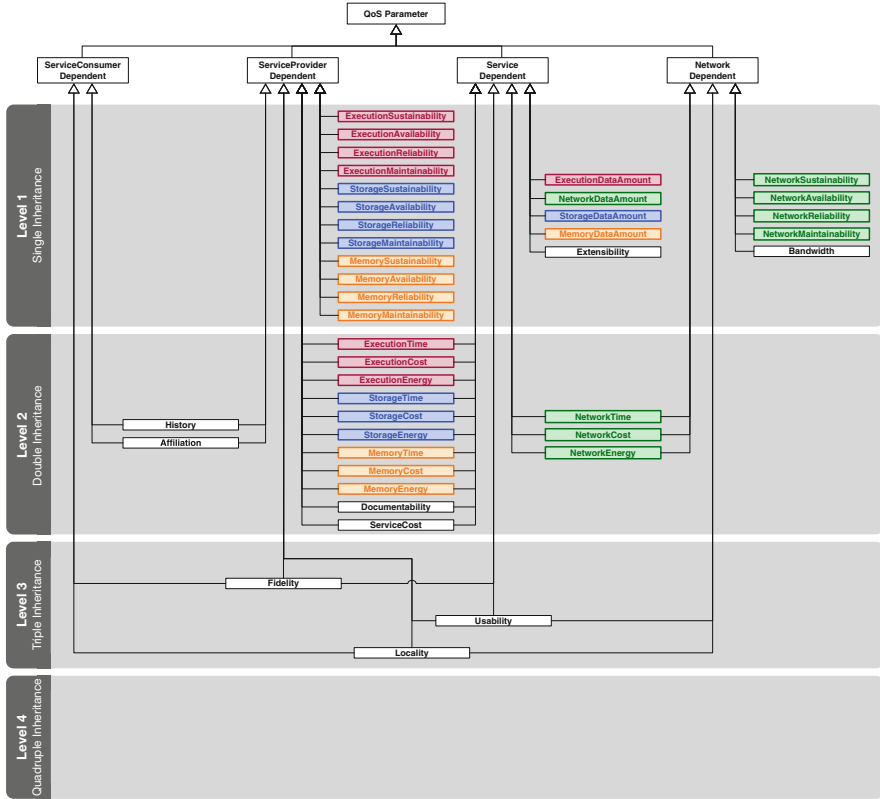 QoS Parameter
ServiceConsumer
Dependent
ServiceProvider
Dependent
Service
Dependent
Network
Dependent
Level 1
Single Inheritance
ExecutionSustainability
ExecutionAvailability
ExecutionReliability
ExecutionMaintainability
StorageSustainability
StorageAvailability
StorageReliability
StorageMaintainability
MemorySustainability
MemoryAvailability
MemoryReliability
MemoryMaintainability
ExecutionDataAmount
NetworkDataAmount
StorageDataAmount
MemoryDataAmount
Extensibility
NetworkSustainability
NetworkAvailability
NetworkReliability
NetworkMaintainability
Bandwidth
Level 2
Double Inheritance
History
Affiliation
ExecutionTime
ExecutionCost
ExecutionEnergy
StorageTime
StorageCost
StorageEnergy
MemoryTime
MemoryCost
MemoryEnergy
Documentability
ServiceCost
NetworkTime
NetworkCost
NetworkEnergy
Level 3
Triple Inheritance
Fidelity
Usability
Locality
Level 4
Quadruple Inheritance